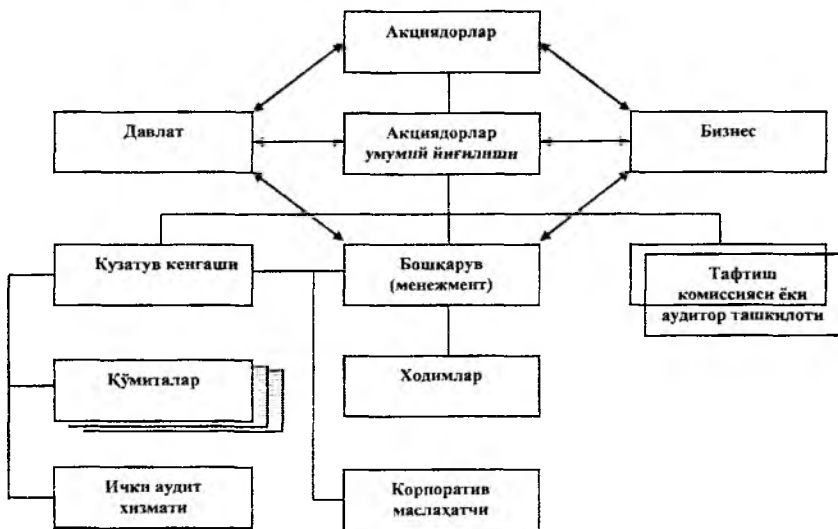 Акциядорлар
Давлат
Акциядорлар
умумий йиғилиши
Бизнес
Кузатув кенгаши
Бошқарув
(менежмент)
Тафтиш
комиссияси ёки
аудитор ташкилоти
Қўмиталар
Ходимлар
Ички аудит
хизмати
Корпоратив
маслаҳатчи